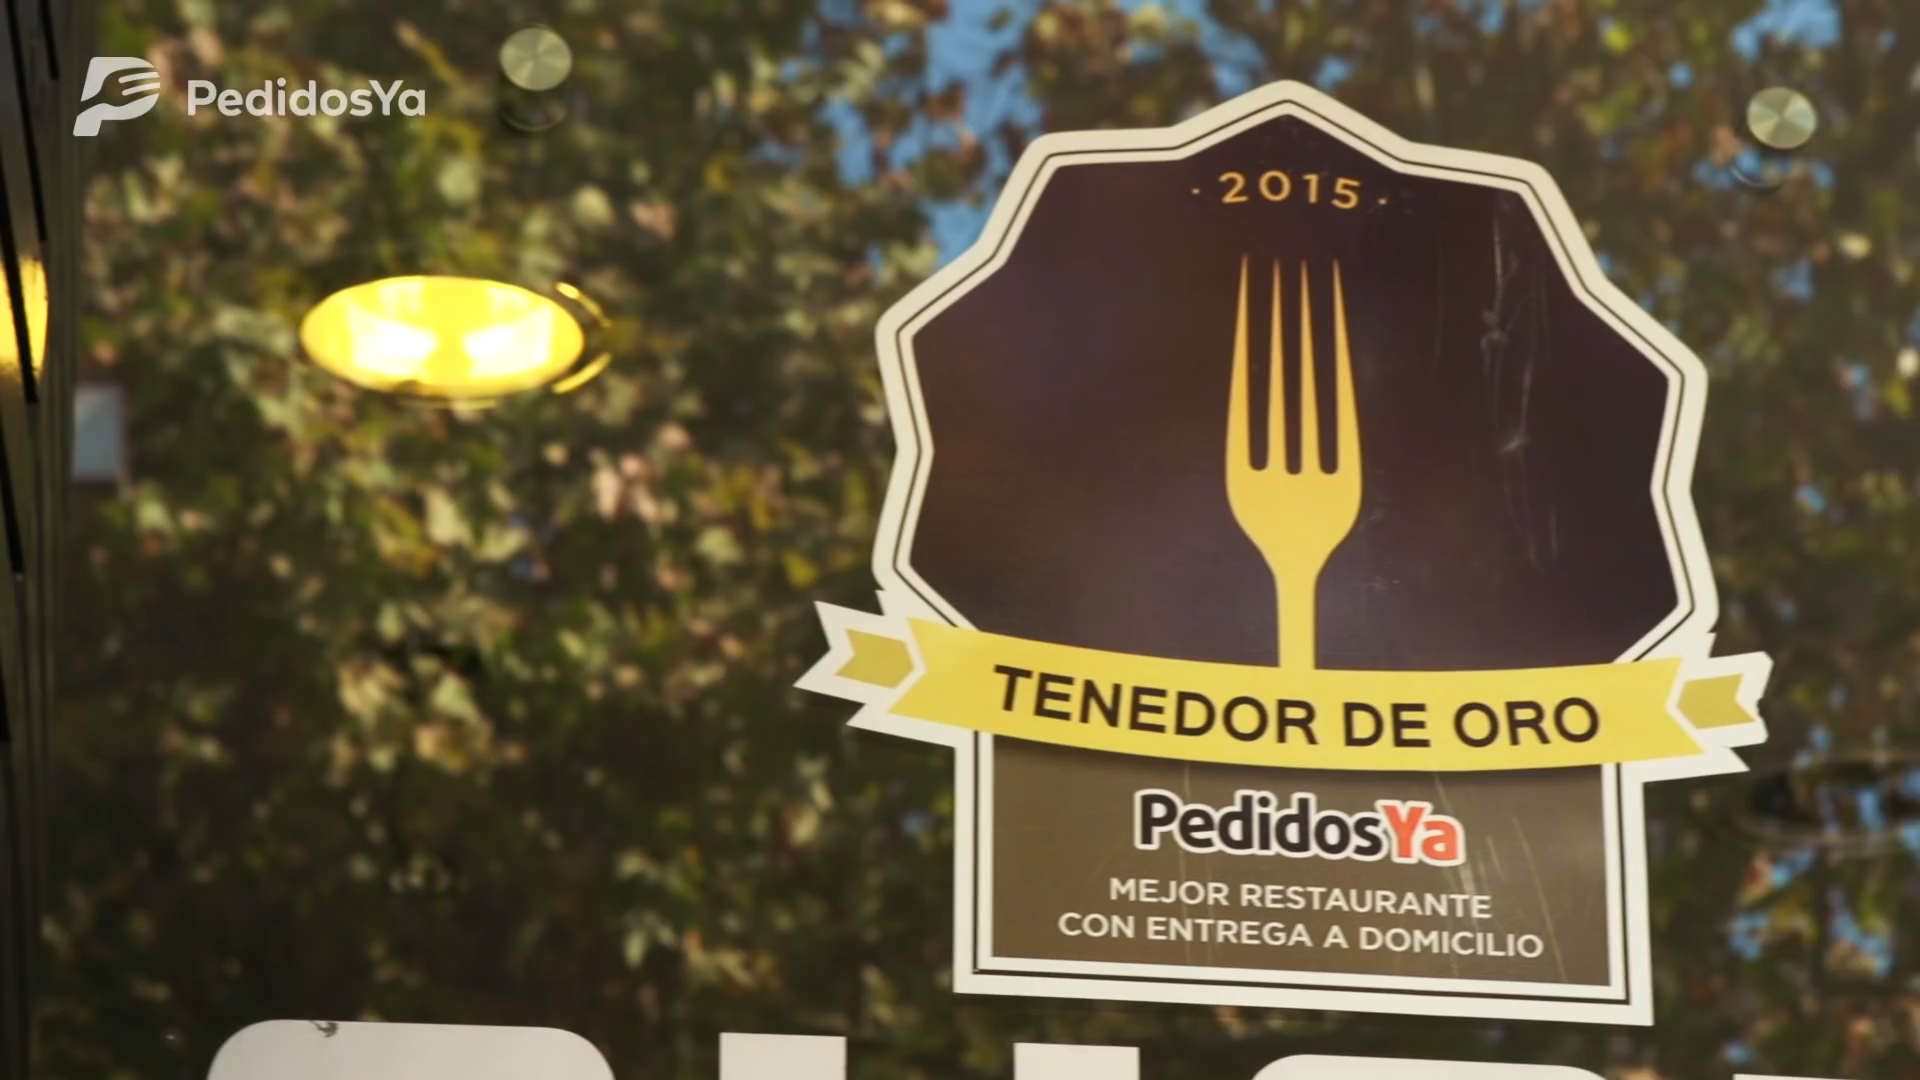 PedidosYa
· 2015 ·
TENEDOR DE ORO
PedidosYa
MEJOR RESTAURANTE
CON ENTREGA A DOMICILIO